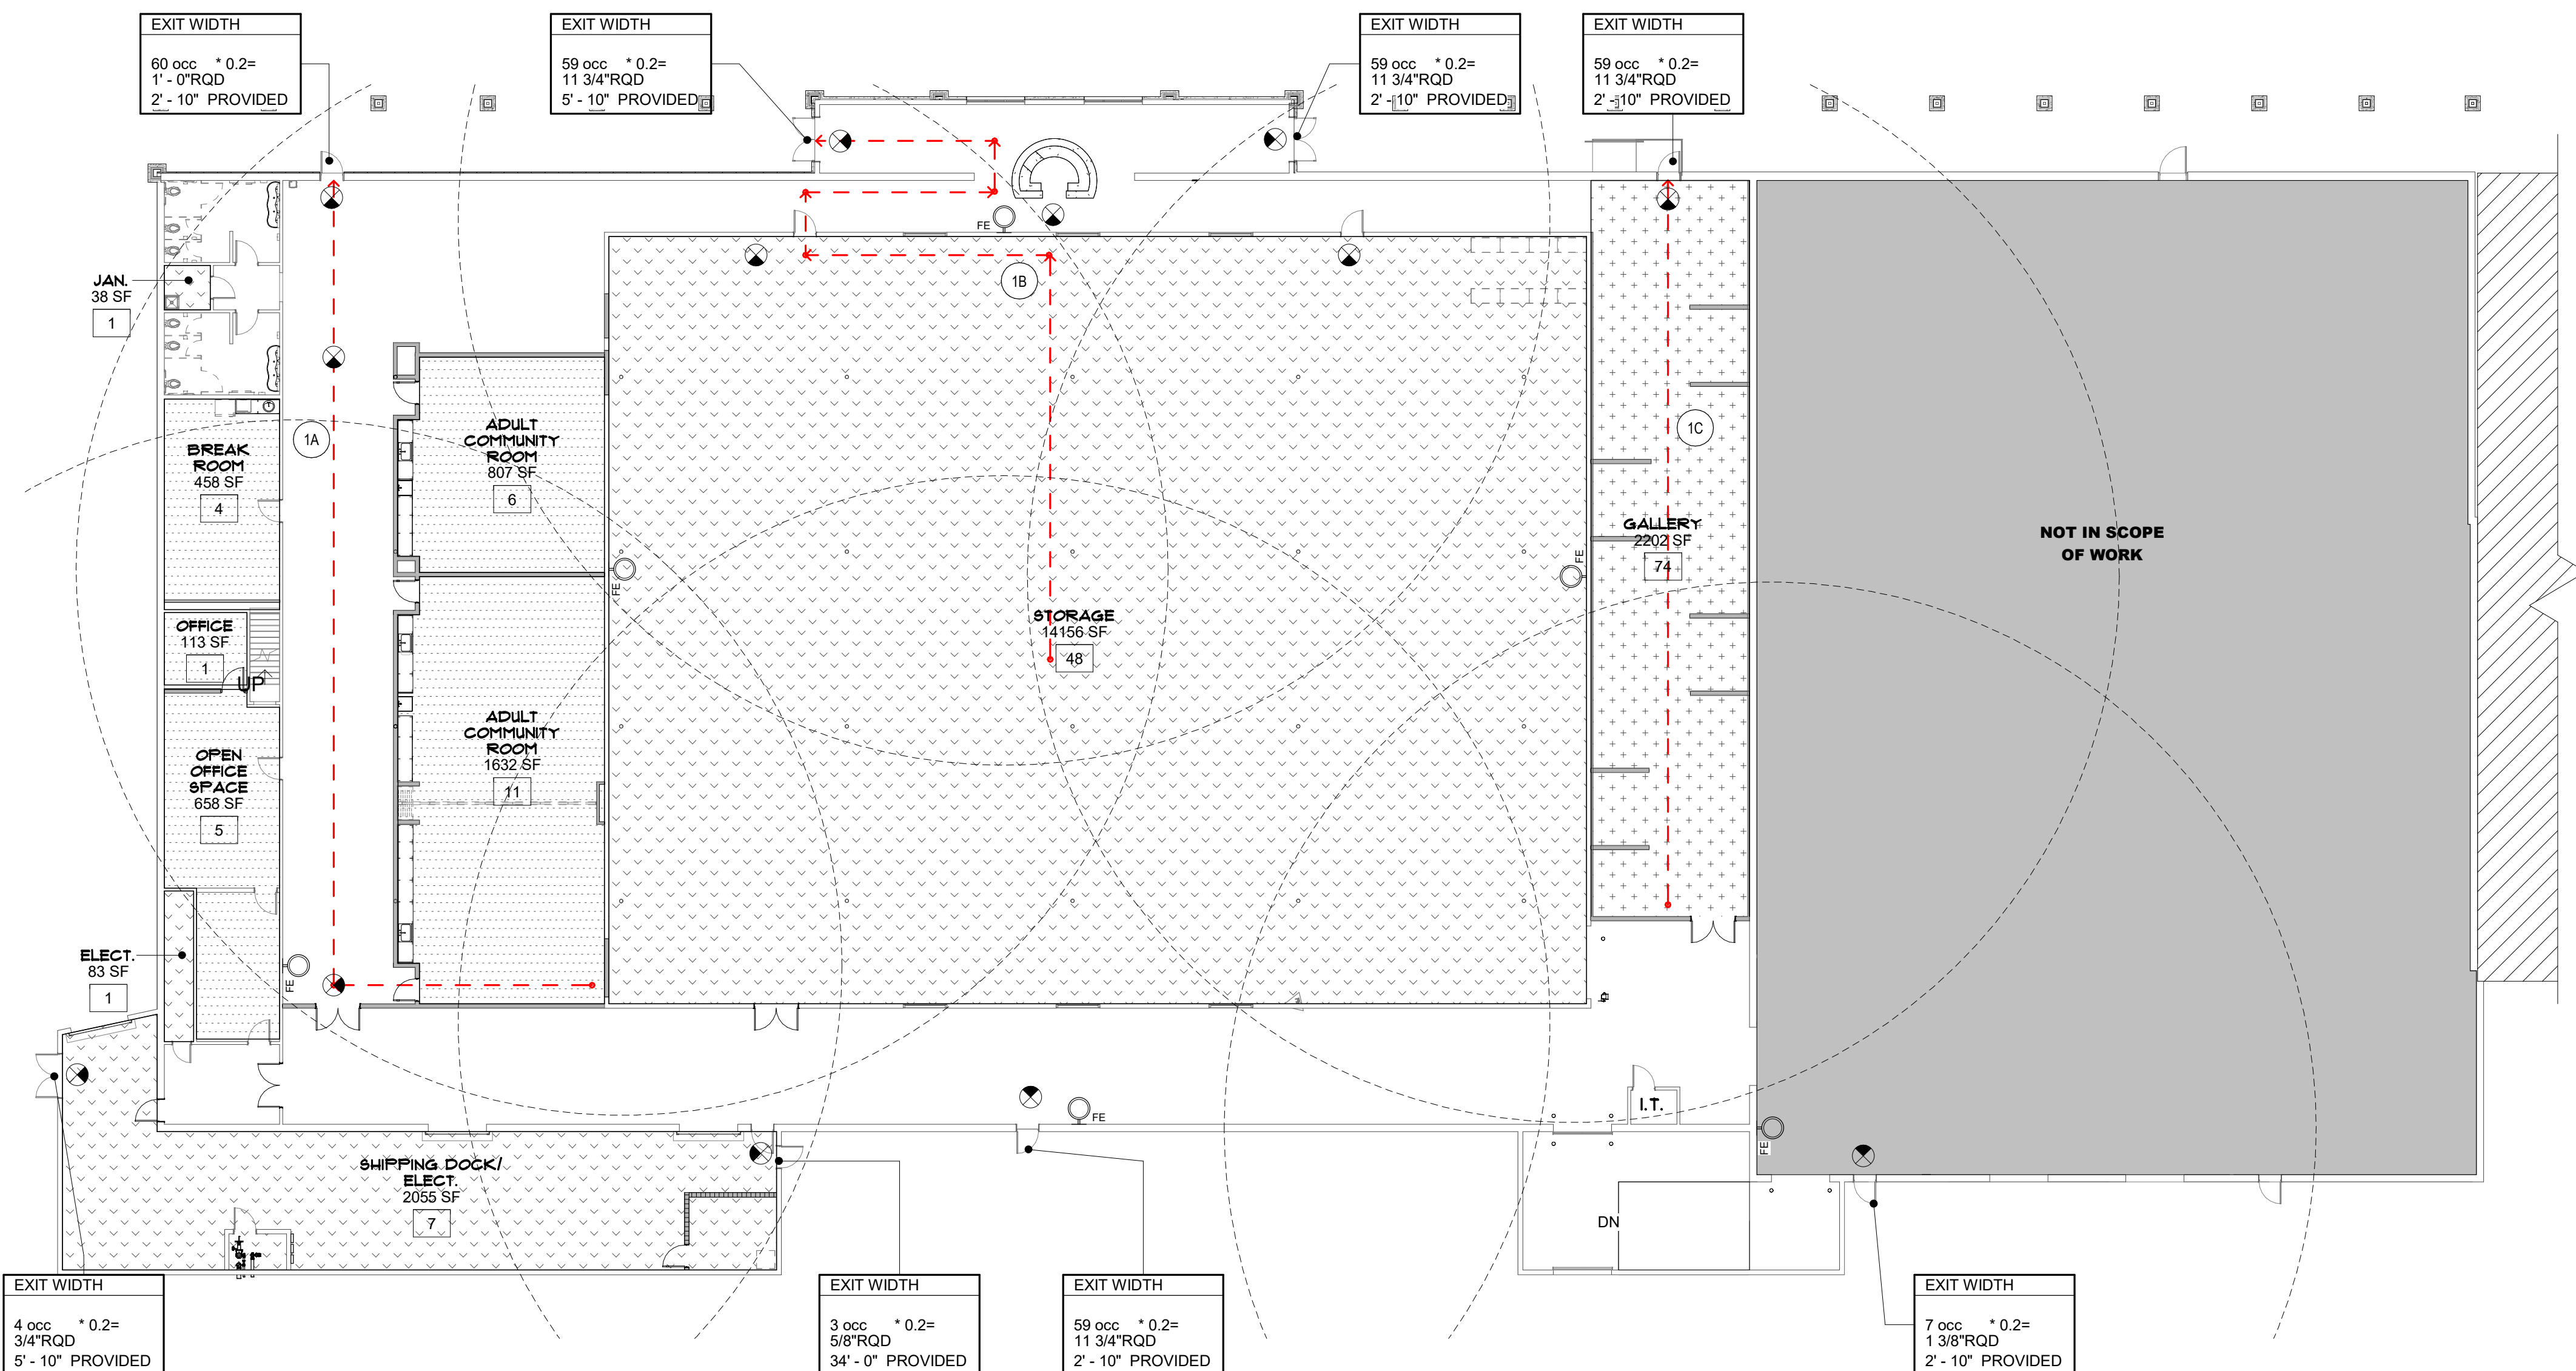 EXIT WIDTH
60 occ * 0.2=
1' - 0"RQD
2' - 10" PROVIDED
EXIT WIDTH
59 occ * 0.2=
11 3/4"RQD
5' - 10" PROVIDED
EXIT WIDTH
59 occ * 0.2=
11 3/4"RQD
2' - 10" PROVIDED
EXIT WIDTH
59 occ * 0.2=
11 3/4"RQD
2' - 10" PROVIDED
FE
JAN.
38 SF
1
1B
1A
1C
BREAK
ROOM
458 SF
4
ADULT
COMMUNITY
ROOM
807 SF
6
FE
FE
GALLERY
2202 SF
74
NOT IN SCOPE
OF WORK
OFFICE
113 SF
1
UP
STORAGE
14156 SF
48
OPEN
OFFICE
SPACE
658 SF
5
ADULT
COMMUNITY
ROOM
1632 SF
11
ELECT.
83 SF
1
FE
I.T.
FE
FE
SHIPPING DOCK/
ELECT.
2055 SF
7
DN
EXIT WIDTH
4 occ * 0.2=
3/4"RQD
5' - 10" PROVIDED
EXIT WIDTH
3 occ * 0.2=
5/8"RQD
34' - 0" PROVIDED
EXIT WIDTH
59 occ * 0.2=
11 3/4"RQD
2' - 10" PROVIDED
EXIT WIDTH
7 occ * 0.2=
1 3/8"RQD
2' - 10" PROVIDED